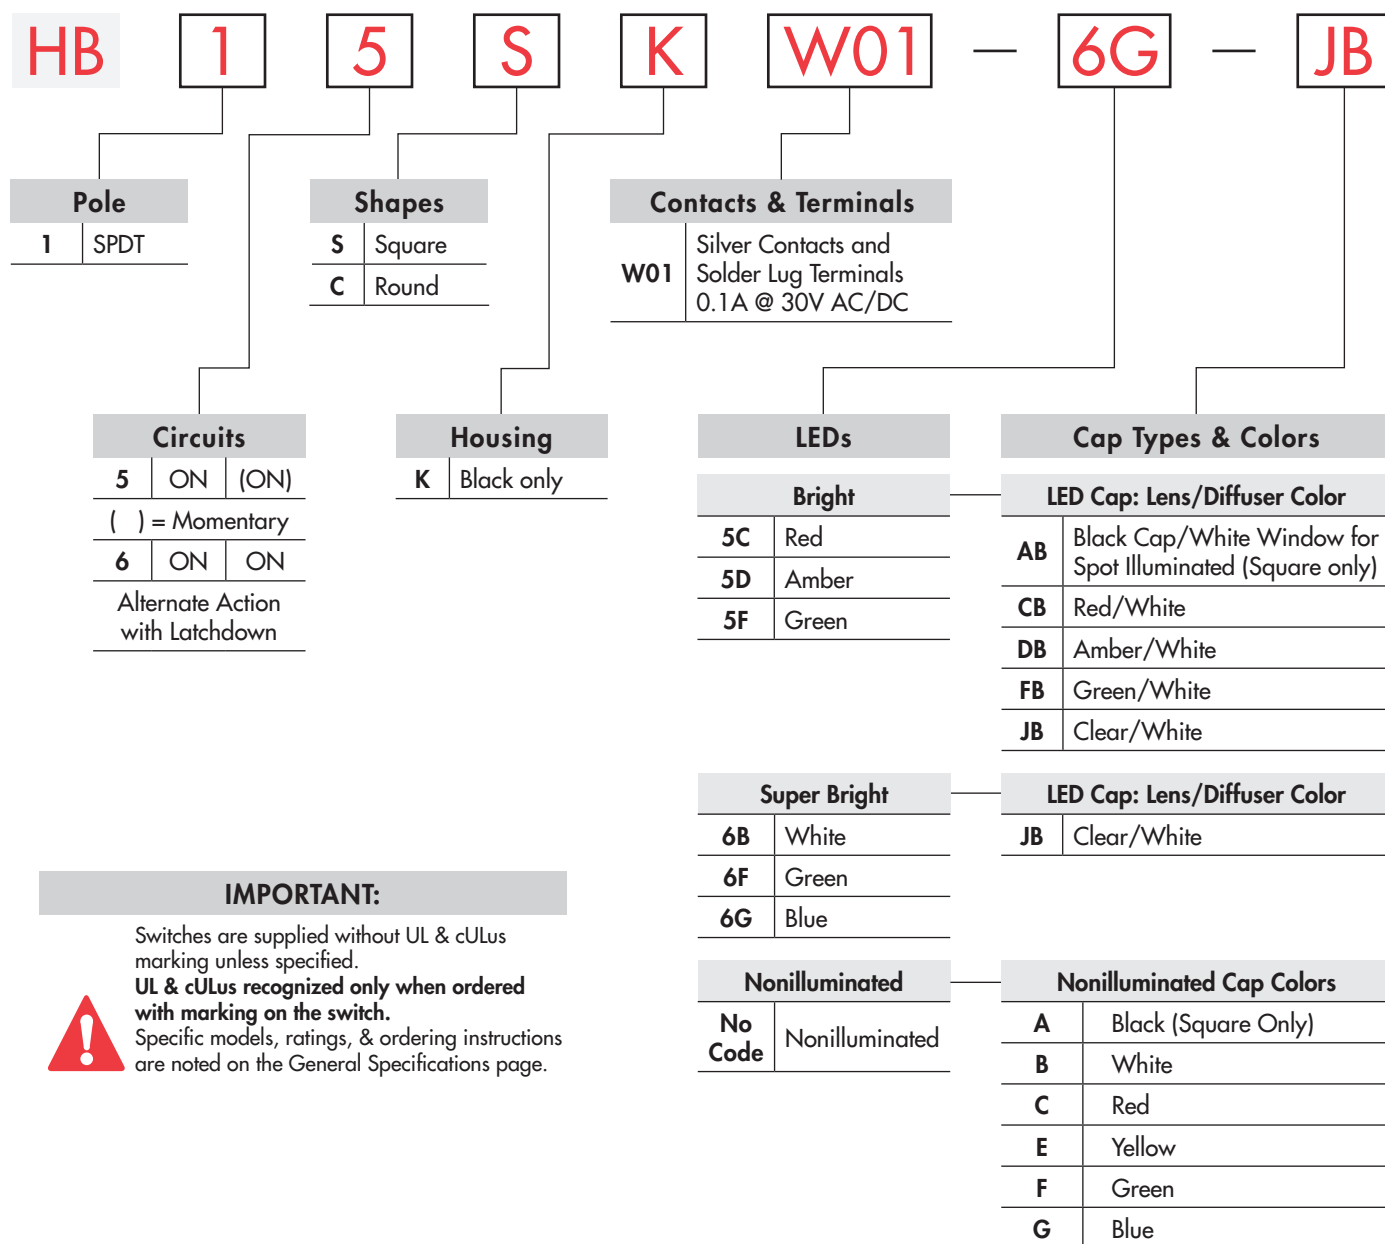 HB 1 5 S K W01 — 6G — JB
Pole
1 SPDT
Shapes
S Square
C Round
Contacts & Terminals
W01
Silver Contacts and
Solder Lug Terminals
0.1A @ 30V AC/DC
Circuits
5 ON (ON)
( ) = Momentary
6 ON ON
Alternate Action
with Latchdown
Housing
K Black only
LEDs
Bright
5C Red
5D Amber
5F Green
Cap Types & Colors
LED Cap: Lens/Diffuser Color
AB
Black Cap/White Window for
Spot Illuminated (Square only)
CB Red/White
DB Amber/White
FB Green/White
JB Clear/White
Super Bright
6B White
6F Green
6G Blue
LED Cap: Lens/Diffuser Color
JB Clear/White
Nonilluminated
No
Code
Nonilluminated
Nonilluminated Cap Colors
A Black (Square Only)
B White
C Red
E Yellow
F Green
G Blue
IMPORTANT:
Switches are supplied without UL & cULus
marking unless specified.
UL & cULus recognized only when ordered
with marking on the switch.
Specific models, ratings, & ordering instructions
are noted on the General Specifications page.